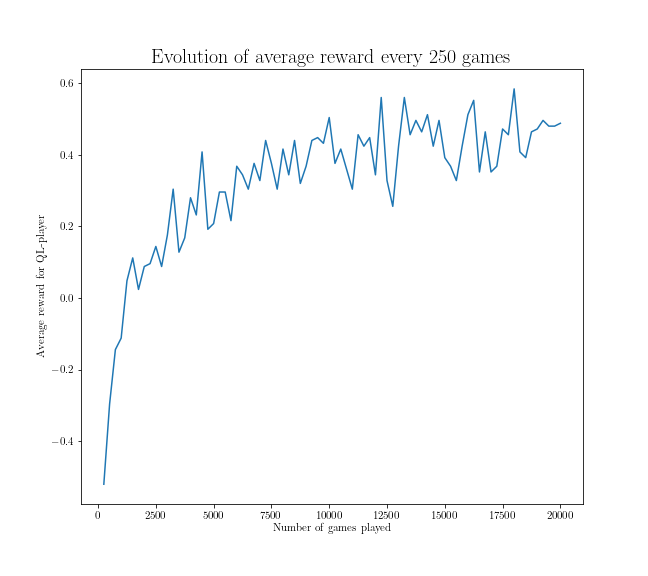 Evolution of average reward every 250 games
Average reward for QL-player
0.6
0.4
0.2
0.0
−0.2
−0.4
0 2500 5000 7500 10000 12500 15000 17500 20000
Number of games played